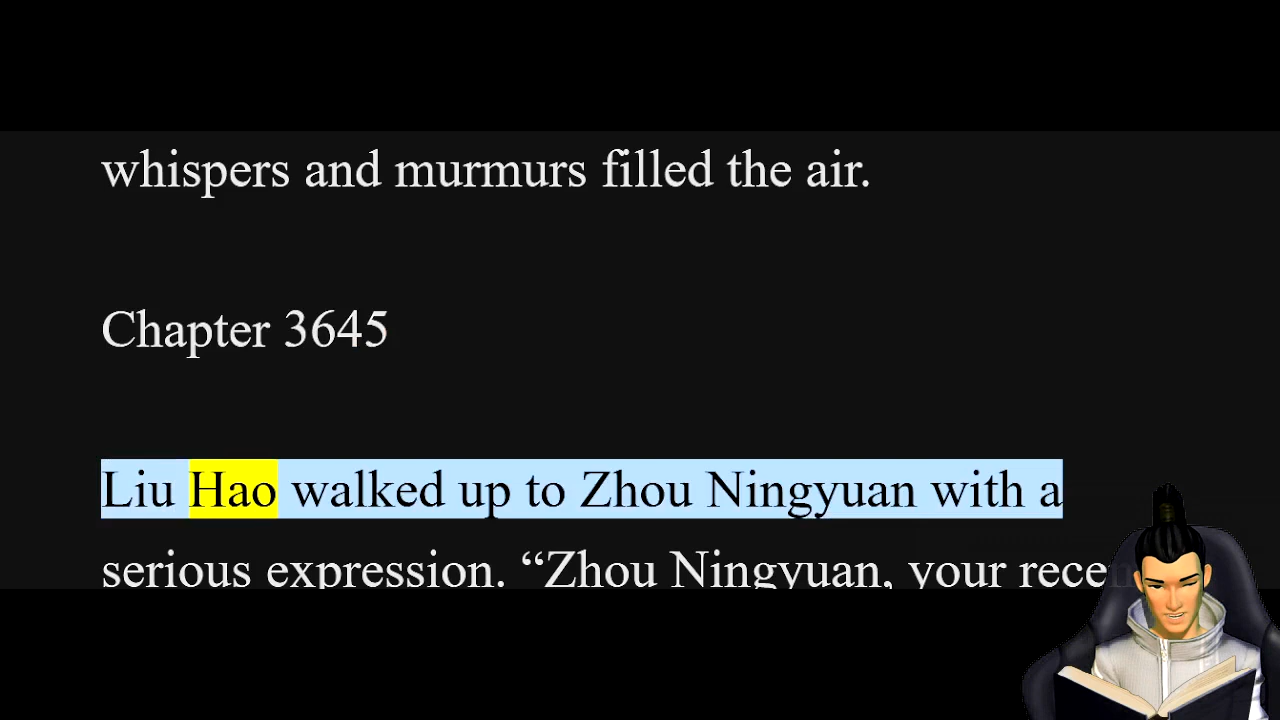 whispers and murmurs filled the air.
Chapter 3645
Liu Hao walked up to Zhou Ningyuan with a
serious expression. “Zhou Ningyuan, your